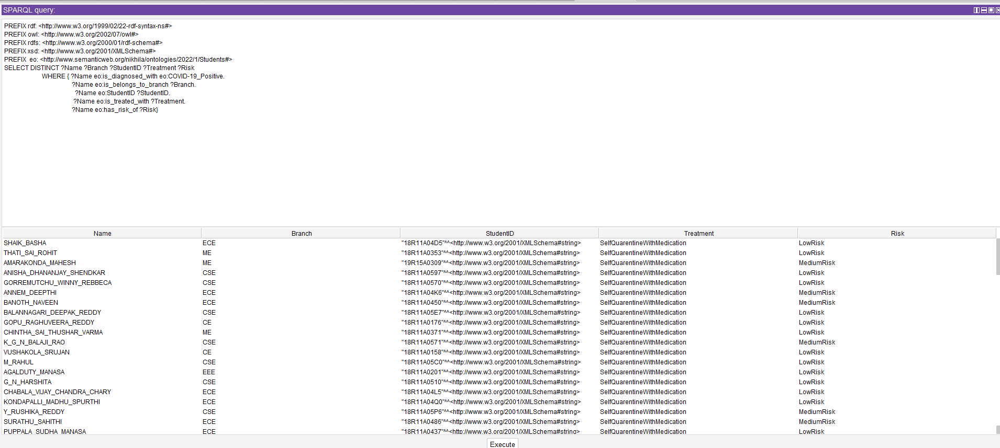 SPARQL query:
PREFIX rdf: <http://www.w3.org/1999/02/22-rdf-syntax-ns#>
PREFIX owl: <http://www.w3.org/2002/07/owl#>
PREFIX rdfs: <http://www.w3.org/2000/01/rdf-schema#>
PREFIX xsd: <http://www.w3.org/2001/XMLSchema#>
PREFIX eo: <http://www.semanticweb.org/nikhila/ontologies/2022/1/Students#>
SELECT DISTINCT ?Name ?Branch ?StudentID ?Treatment ?Risk
WHERE { ?Name eo:is_diagnosed_with eo:COVID-19_Positive.
?Name eo:is_belongs_to_branch ?Branch.
?Name eo:StudentID ?StudentID.
?Name eo:is_treated_with ?Treatment.
?Name eo:has_risk_of ?Risk}
Name Branch StudentID Treatment Risk
SHAIK_BASHA ECE "18R11A04D5"^^<http://www.w3.org/2001/XMLSchema#string> SelfQuarentineWithMedication LowRisk
THATI_SAI_ROHIT ME "18R11A0353"^^<http://www.w3.org/2001/XMLSchema#string> SelfQuarentineWithMedication LowRisk
AMARAKONDA_MAHESH ME "19R15A0309"^^<http://www.w3.org/2001/XMLSchema#string> SelfQuarentineWithMedication MediumRisk
ANISHA_DHANANJAY_SHENDKAR CSE "18R11A0597"^^<http://www.w3.org/2001/XMLSchema#string> SelfQuarentineWithMedication LowRisk
GORREMUTCHU_WINNY_REBBECA CSE "18R11A0570"^^<http://www.w3.org/2001/XMLSchema#string> SelfQuarentineWithMedication LowRisk
ANNEM_DEEPTHI ECE "18R11A04K6"^^<http://www.w3.org/2001/XMLSchema#string> SelfQuarentineWithMedication MediumRisk
BANOTH_NAVEEN ECE "18R11A0450"^^<http://www.w3.org/2001/XMLSchema#string> SelfQuarentineWithMedication MediumRisk
BALANNAGARI_DEEPAK_REDDY CSE "18R11A05E7"^^<http://www.w3.org/2001/XMLSchema#string> SelfQuarentineWithMedication LowRisk
GOPU_RAGHUVEERA_REDDY CE "18R11A0176"^^<http://www.w3.org/2001/XMLSchema#string> SelfQuarentineWithMedication LowRisk
CHINTHA_SAI_THUSHAR_VARMA ME "18R11A0371"^^<http://www.w3.org/2001/XMLSchema#string> SelfQuarentineWithMedication LowRisk
K_G_N_BALAJI_RAO CSE "18R11A0571"^^<http://www.w3.org/2001/XMLSchema#string> SelfQuarentineWithMedication MediumRisk
VUSHAKOLA_SRUJAN CE "18R11A0158"^^<http://www.w3.org/2001/XMLSchema#string> SelfQuarentineWithMedication LowRisk
M_RAHUL CSE "18R11A05C0"^^<http://www.w3.org/2001/XMLSchema#string> SelfQuarentineWithMedication LowRisk
AGALDUTY_MANASA EEE "18R11A0201"^^<http://www.w3.org/2001/XMLSchema#string> SelfQuarentineWithMedication LowRisk
G_N_HARSHITA CSE "18R11A0510"^^<http://www.w3.org/2001/XMLSchema#string> SelfQuarentineWithMedication LowRisk
CHABALA_VIJAY_CHANDRA_CHARY ECE "18R11A04L5"^^<http://www.w3.org/2001/XMLSchema#string> SelfQuarentineWithMedication LowRisk
KONDAPALLI_MADHU_SPURTHI ECE "18R11A04Q0"^^<http://www.w3.org/2001/XMLSchema#string> SelfQuarentineWithMedication LowRisk
Y_RUSHIKA_REDDY CSE "18R11A05P6"^^<http://www.w3.org/2001/XMLSchema#string> SelfQuarentineWithMedication MediumRisk
SURATHU_SAHITHI ECE "18R11A0486"^^<http://www.w3.org/2001/XMLSchema#string> SelfQuarentineWithMedication MediumRisk
PUPPALA_SUDHA_MANASA ECE "18R11A0437"^^<http://www.w3.org/2001/XMLSchema#string> SelfQuarentineWithMedication LowRisk
Execute